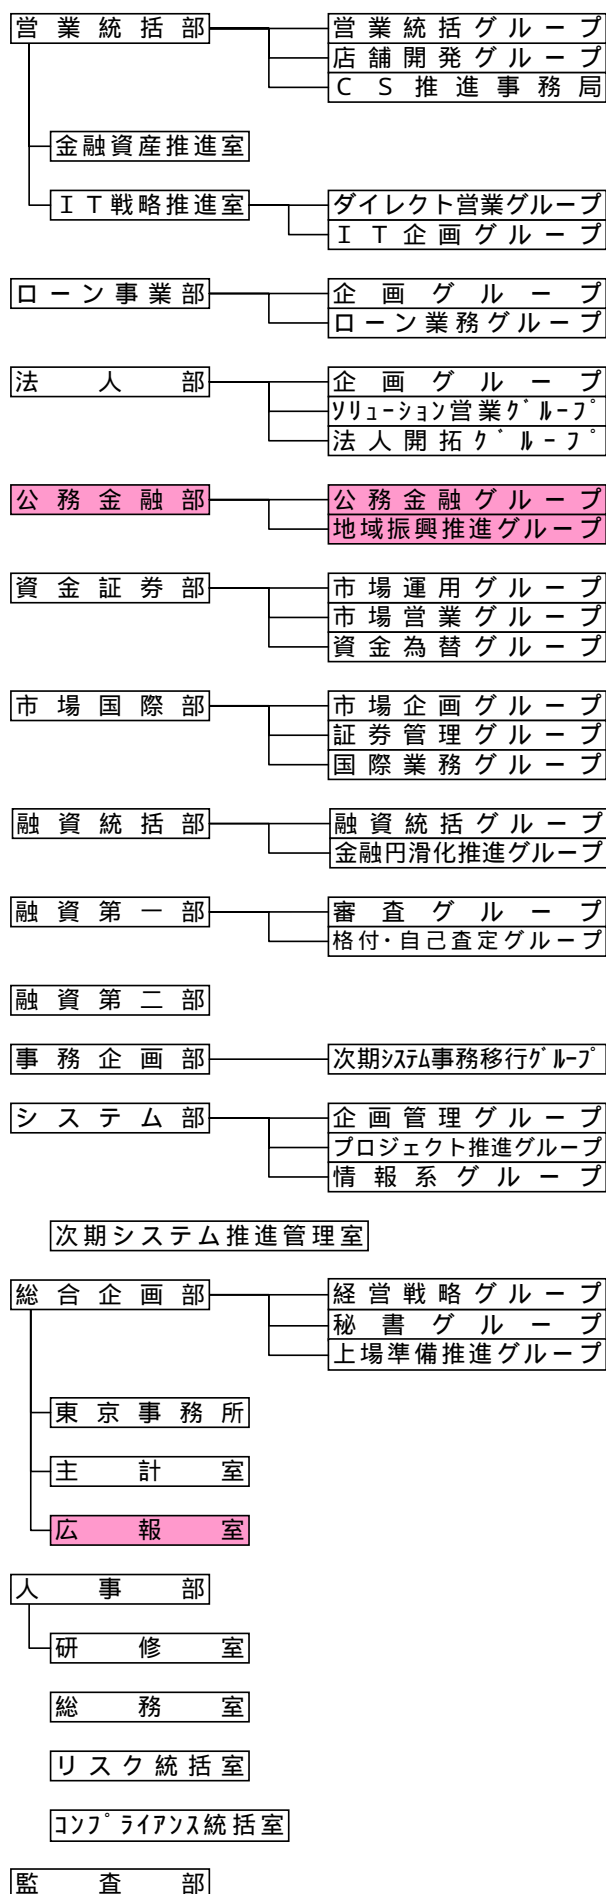 営業統括部 営業統括グループ
店舗開発グループ
ＣＳ推進事務局
金融資産推進室
ＩＴ戦略推進室 ダイレクト営業グループ
ＩＴ企画グループ
ローン事業部 企画グループ
ローン業務グループ
法人部 企画グループ
ｿﾘｭｰｼｮﾝ営業ｸﾞﾙｰﾌﾟ
法人開拓ｸﾞﾙｰﾌﾟ
公務金融部 公務金融グループ
地域振興推進グループ
資金証券部 市場運用グループ
市場営業グループ
資金為替グループ
市場国際部 市場企画グループ
証券管理グループ
国際業務グループ
融資統括部 融資統括グループ
金融円滑化推進グループ
融資第一部 審査グループ
格付･自己査定グループ
融資第二部
事務企画部 次期ｼｽﾃﾑ事務移行ｸﾞﾙｰﾌﾟ
システム部 企画管理グループ
プロジェクト推進グループ
情報系グループ
次期システム推進管理室
総合企画部 経営戦略グループ
秘書グループ
上場準備推進グループ
東京事務所
主計室
広報室
人事部
研修室
総務室
リスク統括室
ｺﾝﾌﾟﾗｲｱﾝｽ統括室
監査部